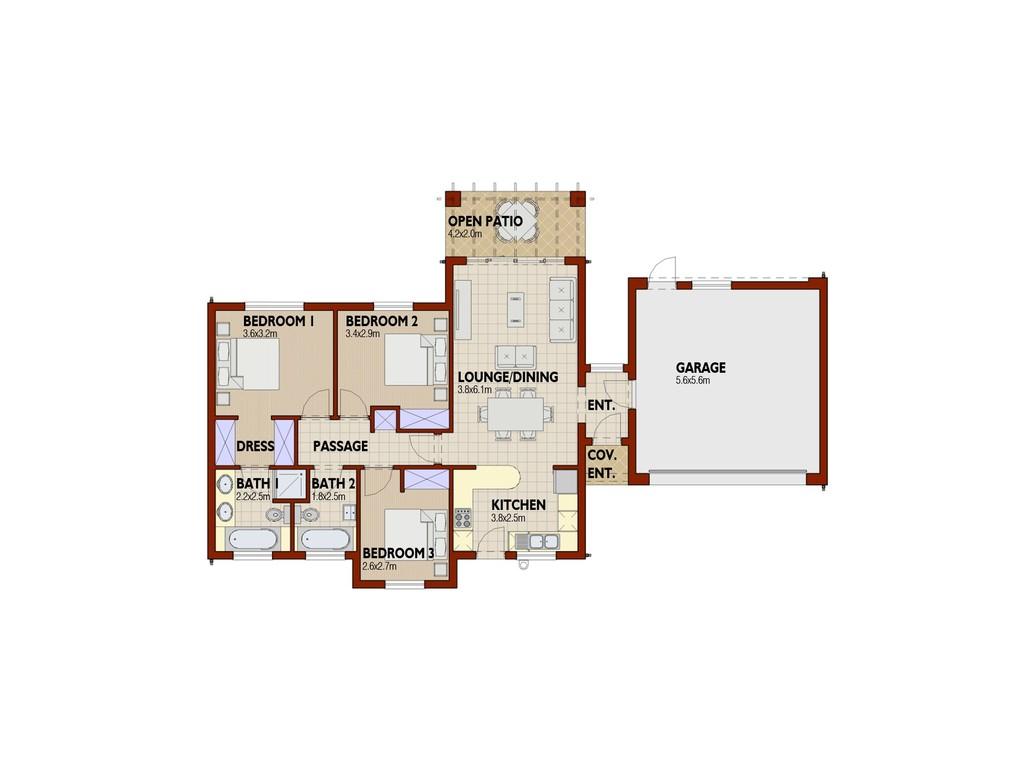 OPEN PATIO
4.2x2.0m
BEDROOM 1
3.6x3.2m
BEDROOM 2
3.4x2.9m
LOUNGE/DINING
3.8x6.1m
GARAGE
5.6x5.6m
ENT.
DRESS
PASSAGE
COV.
ENT.
BATH 1
2.2x2.5m
BATH 2
1.8x2.5m
KITCHEN
3.8x2.5m
BEDROOM 3
2.6x2.7m